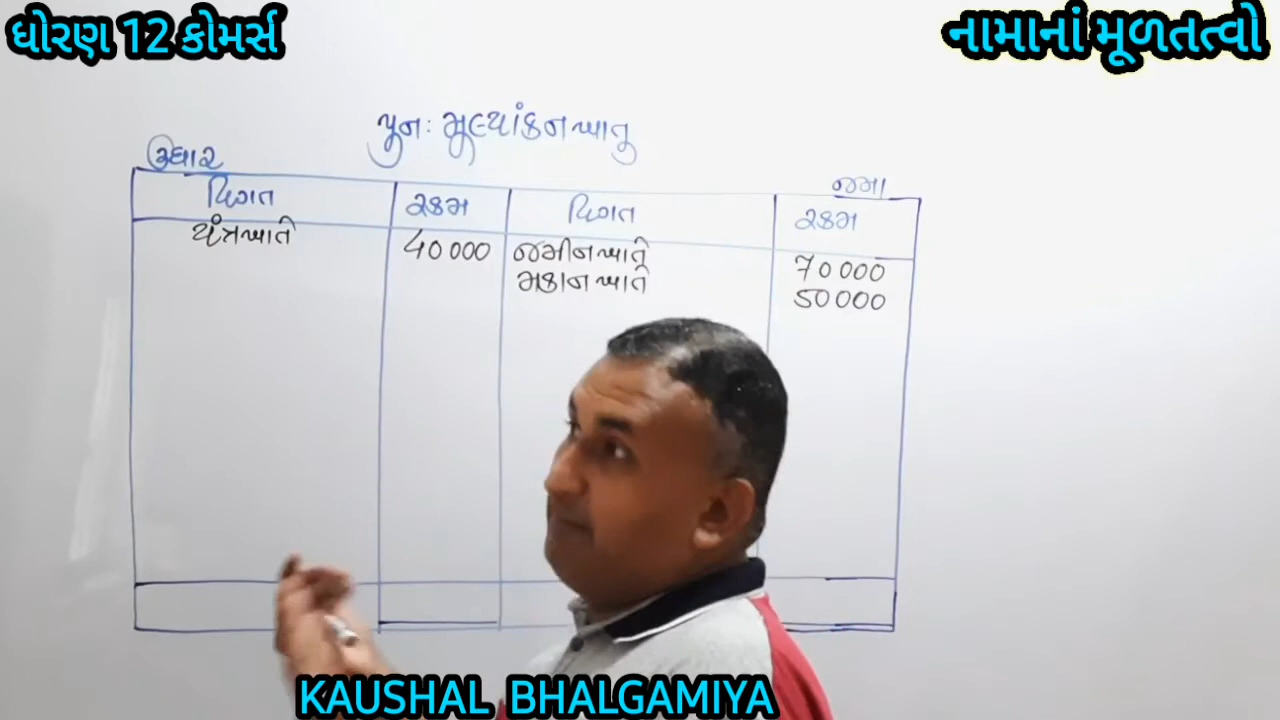 ધોરણ 12 કોમર્સ
નામાનાં મૂળતત્વો
પુન: મૂલ્યાંકન ખાતુ
ઉધાર
જમા
વિગત રકમ વિગત રકમ
યંત્ર ખાતે 40000 જમીન ખાતે 70000
મકાન ખાતે 50000
KAUSHAL BHALGAMIYA